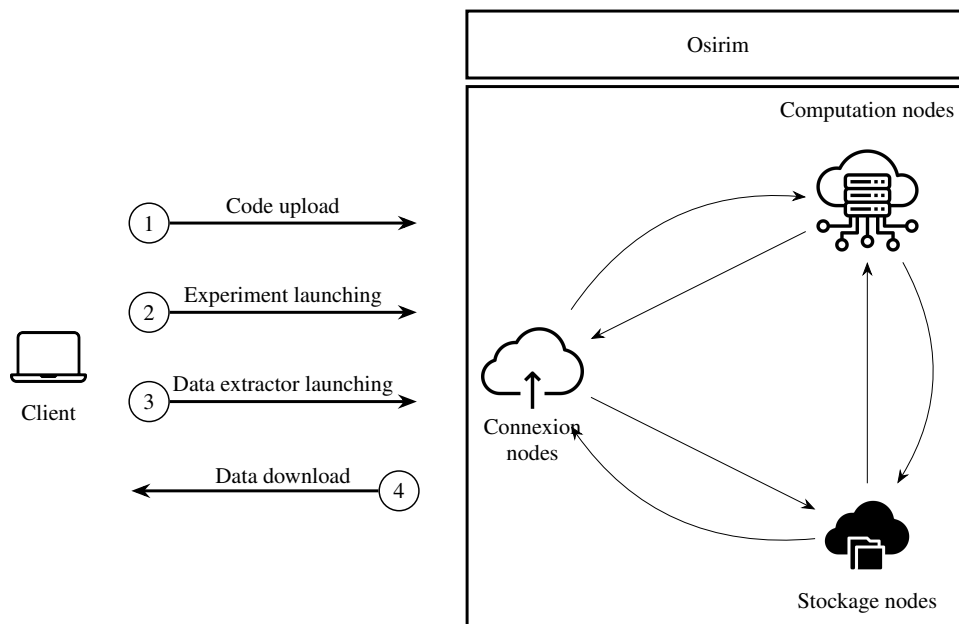 Osirim
Computation nodes
1
Code upload
2
Experiment launching
3
Data extractor launching
Client
Connexion
nodes
Data download
4
Stockage nodes